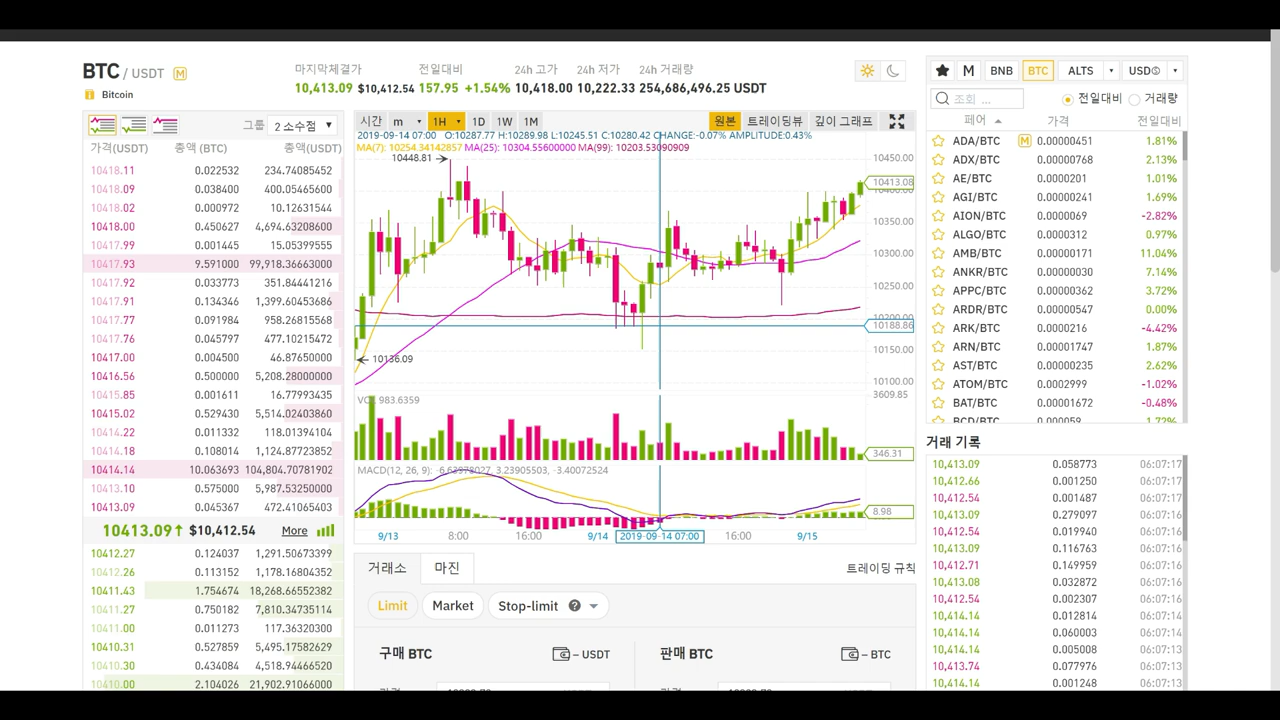 BTC / USDT M
Bitcoin
마지막체결가 전일대비 24h 고가 24h 저가 24h 거래량
10,413.09 $10,412.54 157.95 +1.54% 10,418.00 10,222.33 254,686,496.25 USDT
그룹 2 소수점
가격(USDT) 총액 (BTC) 총액(USDT)
10418.11 0.022532 234.74085452
10418.09 0.038400 400.05465600
10418.02 0.000972 10.12631544
10418.00 0.450627 4,694.63208600
10417.99 0.001445 15.05399555
10417.93 9.591000 99,918.36663000
10417.92 0.033773 351.84441216
10417.91 0.134346 1,399.60453686
10417.77 0.091984 958.26815568
10417.76 0.045797 477.10215472
10417.00 0.004500 46.87650000
10416.56 0.500000 5,208.28000000
10415.85 0.001611 16.77993435
10415.02 0.529430 5,514.02403860
10414.22 0.011332 118.01394104
10414.18 0.108014 1,124.87723852
10414.14 10.063693 104,804.70781902
10413.10 0.575000 5,987.53250000
10413.09 0.045367 472.41065403
10413.09↑ $10,412.54 More
10412.27 0.124037 1,291.50673399
10412.26 0.113152 1,178.16804352
10411.43 1.754674 18,268.66552382
10411.27 0.750182 7,810.34735114
10411.00 0.011273 117.36320300
10410.31 0.527859 5,495.17582629
10410.30 0.434084 4,518.94466520
10410.00 2.104026 21,902.91066000
시간 m 1H 1D 1W 1M 원본 트레이딩뷰 깊이 그래프
2019-09-14 07:00 O:10287.77 H:10289.98 L:10245.51 C:10280.42 CHANGE:-0.07% AMPLITUDE:0.43%
MA(7): 10254.34142857 MA(25): 10304.55600000 MA(99): 10203.53090909
10448.81
10136.09
10450.00
10413.08
10400.00
10350.00
10300.00
10250.00
10200.00
10188.86
10150.00
10100.00
VOL 983.6359
3609.85
346.31
MACD(12, 26, 9): -6.63978027, 3.23905503, -3.40072524
8.98
9/13 8:00 16:00 9/14 2019-09-14 07:00 16:00 9/15
거래소 마진 트레이딩 규칙
Limit Market Stop-limit ?
구매 BTC – USDT 판매 BTC – BTC
M BNB BTC ALTS USDⓈ
조회 ... 전일대비 거래량
페어 가격 전일대비
ADA/BTC M 0.00000451 1.81%
ADX/BTC 0.00000768 2.13%
AE/BTC 0.0000201 1.01%
AGI/BTC 0.00000241 1.69%
AION/BTC 0.0000069 -2.82%
ALGO/BTC 0.0000312 0.97%
AMB/BTC 0.00000171 11.04%
ANKR/BTC 0.00000030 7.14%
APPC/BTC 0.00000362 3.72%
ARDR/BTC 0.00000547 0.00%
ARK/BTC 0.0000216 -4.42%
ARN/BTC 0.00001747 1.87%
AST/BTC 0.00000235 2.62%
ATOM/BTC 0.0002999 -1.02%
BAT/BTC 0.00001672 -0.48%
BCD/BTC 0.000059 1.72%
거래 기록
10,413.09 0.058773 06:07:17
10,412.66 0.001250 06:07:16
10,412.54 0.001487 06:07:16
10,413.09 0.279097 06:07:16
10,412.54 0.019940 06:07:16
10,413.09 0.116763 06:07:16
10,412.71 0.149959 06:07:16
10,413.08 0.032872 06:07:16
10,412.54 0.002307 06:07:16
10,414.14 0.012814 06:07:14
10,414.14 0.060003 06:07:14
10,414.14 0.005008 06:07:13
10,413.74 0.077976 06:07:13
10,414.14 0.001248 06:07:13